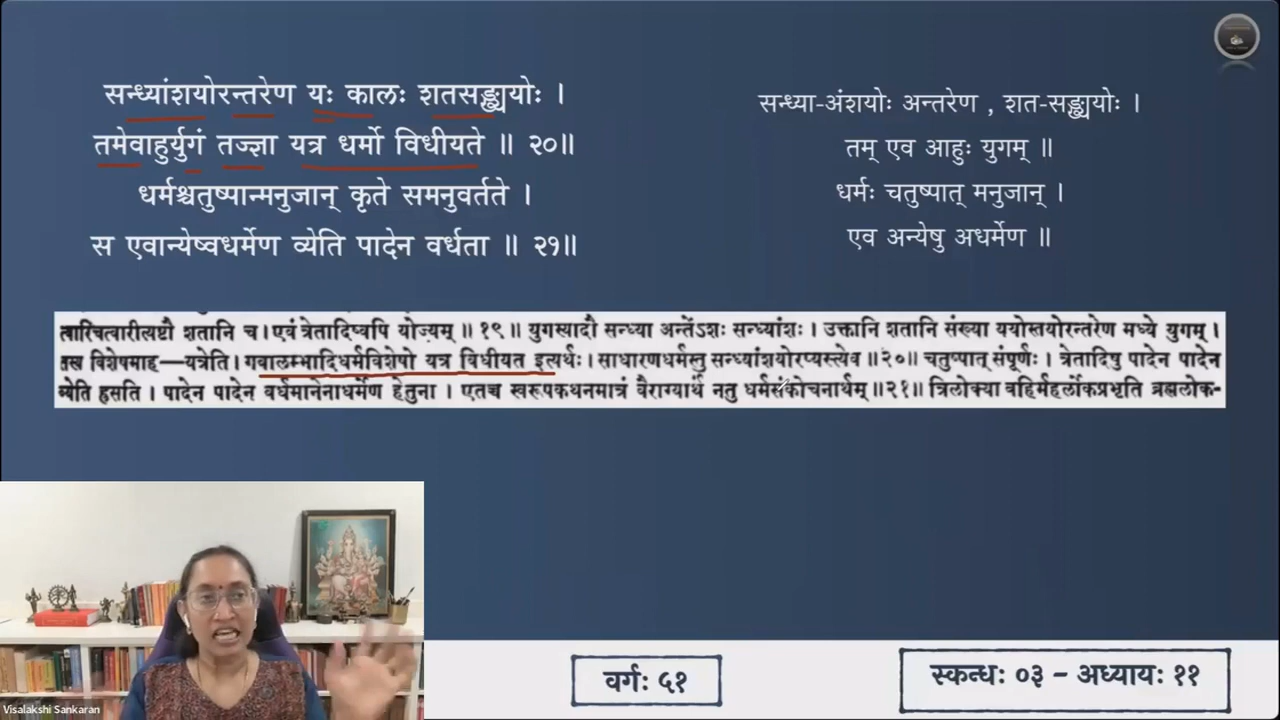 सन्ध्यांशयोरन्तरेण यः कालः शतसङ्ख्ययोः ।
तमेवाहुर्युगं तज्ज्ञा यत्र धर्मो विधीयते ॥ २०॥
धर्मश्चतुष्पान्मनुजान् कृते समनुवर्तते ।
स एवान्येष्वधर्मेण व्येति पादेन वर्धता ॥ २१॥
सन्ध्या-अंशयोः अन्तरेण , शत-सङ्ख्ययोः ।
तम् एव आहुः युगम् ॥
धर्मः चतुष्पात् मनुजान् ।
एव अन्येषु अधर्मेण ॥
त्वारिचत्वारीत्यष्टौ शतानि च । एवं त्रेतादिष्वपि योज्यम् ॥ १९ ॥ युगस्यादौ सन्ध्या अन्तेंऽशः सन्ध्यांशः । उक्तानि शतानि संख्या ययोस्तयोरन्तरेण मध्ये युगम् ।
तस्य विशेषमाह—यत्रेति । गवालम्भादिधर्मविशेषो यत्र विधीयत इत्यर्थः । साधारणधर्मस्तु सन्ध्यांशयोरप्यस्त्येव ॥ २० ॥ चतुष्पात् संपूर्णः । त्रेतादिषु पादेन पादेन
व्येति ह्रसति । पादेन पादेन वर्धमानेनाधर्मेण हेतुना । एतच्च स्वरूपकथनमात्रं वैराग्यार्थं नतु धर्मसंकोचनार्थम् ॥ २१ ॥ त्रिलोक्या बहिर्महर्लोकप्रभृति ब्रह्मलोक-
Visalakshi Sankaran
वर्गः ५१
स्कन्धः ०३ – अध्यायः ११